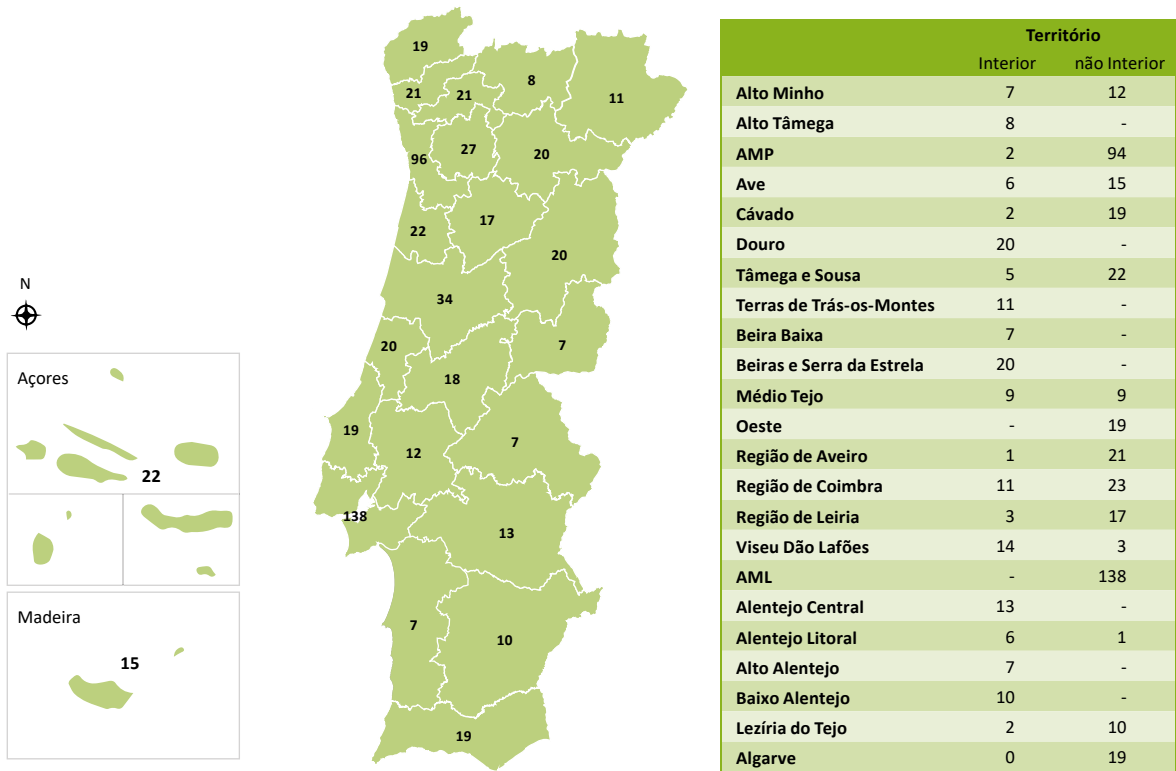 19
21
21
8
11
96
27
20
22
17
20
34
20
18
7
19
12
7
138
13
7
10
19
N
Açores
22
Madeira
15
Território
Interior não Interior
Alto Minho 7 12
Alto Tâmega 8 -
AMP 2 94
Ave 6 15
Cávado 2 19
Douro 20 -
Tâmega e Sousa 5 22
Terras de Trás-os-Montes 11 -
Beira Baixa 7 -
Beiras e Serra da Estrela 20 -
Médio Tejo 9 9
Oeste - 19
Região de Aveiro 1 21
Região de Coimbra 11 23
Região de Leiria 3 17
Viseu Dão Lafões 14 3
AML - 138
Alentejo Central 13 -
Alentejo Litoral 6 1
Alto Alentejo 7 -
Baixo Alentejo 10 -
Lezíria do Tejo 2 10
Algarve 0 19